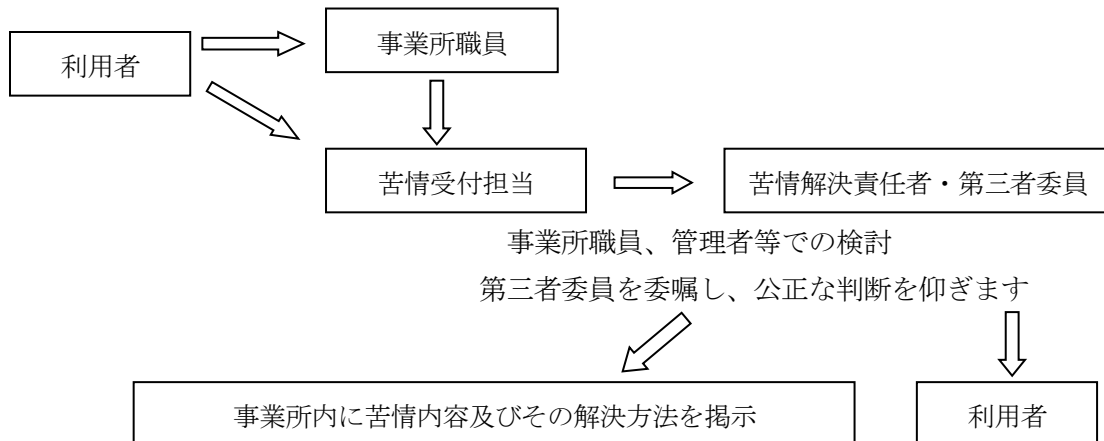 事業所職員
利用者
苦情受付担当
苦情解決責任者・第三者委員
事業所職員、管理者等での検討
第三者委員を委嘱し、公正な判断を仰ぎます
事業所内に苦情内容及びその解決方法を掲示
利用者